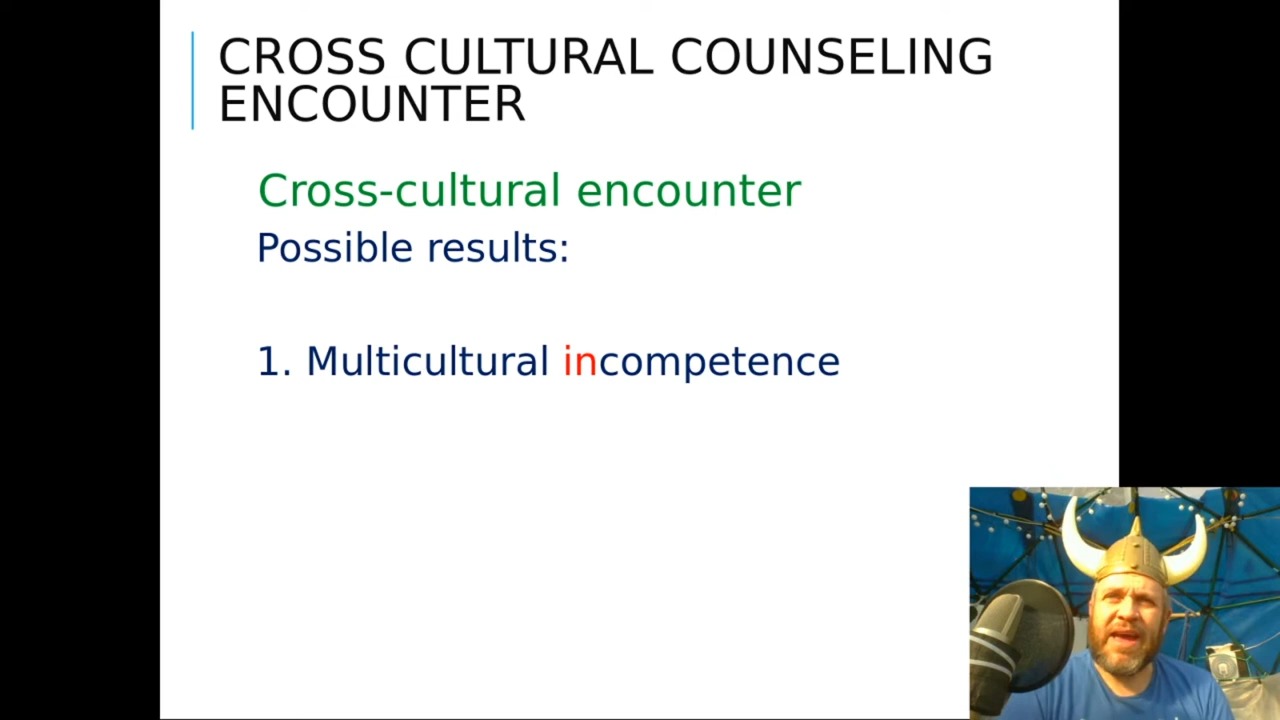 CROSS CULTURAL COUNSELING
ENCOUNTER
Cross-cultural encounter
Possible results:
1. Multicultural incompetence